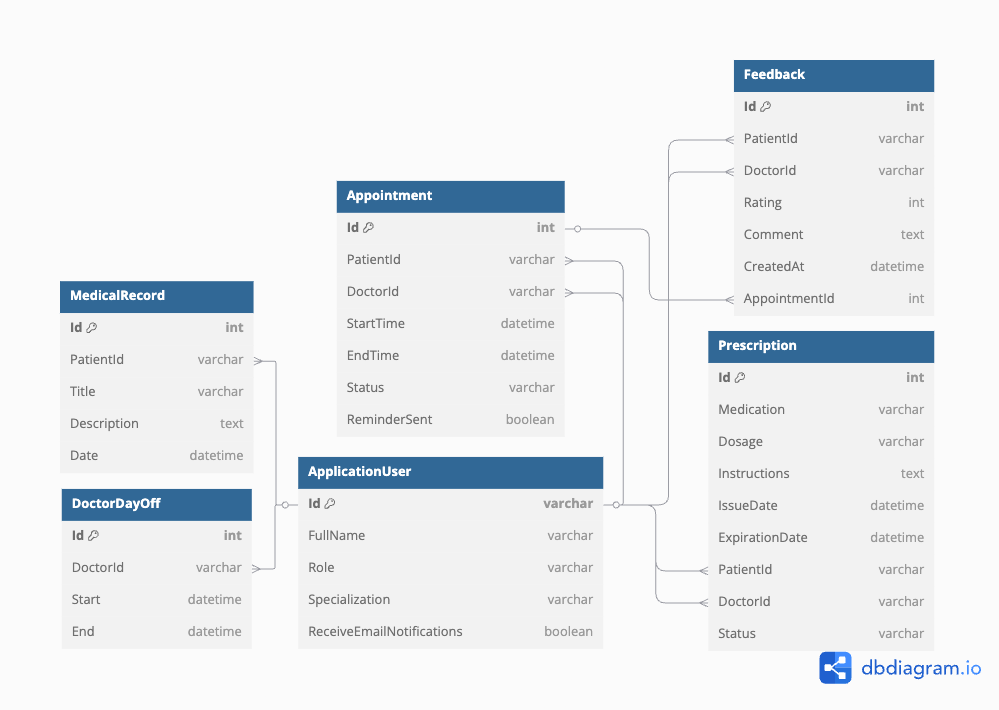 Feedback
Id int
PatientId varchar
DoctorId varchar
Rating int
Comment text
CreatedAt datetime
AppointmentId int
Appointment
Id int
PatientId varchar
DoctorId varchar
StartTime datetime
EndTime datetime
Status varchar
ReminderSent boolean
MedicalRecord
Id int
PatientId varchar
Title varchar
Description text
Date datetime
Prescription
Id int
Medication varchar
Dosage varchar
Instructions text
IssueDate datetime
ExpirationDate datetime
PatientId varchar
DoctorId varchar
Status varchar
ApplicationUser
Id varchar
FullName varchar
Role varchar
Specialization varchar
ReceiveEmailNotifications boolean
DoctorDayOff
Id int
DoctorId varchar
Start datetime
End datetime
dbdiagram.io